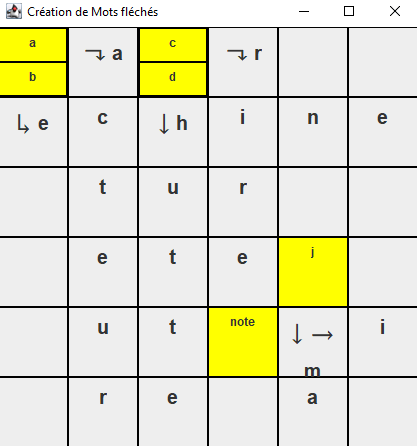 Création de Mots fléchés
a c
b ↴ a d ↴ r
↳ e c ↓ h i n e
t u r
e t e j
u t note ↓ → m i
r e a